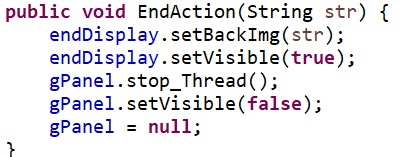 public void EndAction(String str) {
    endDisplay.setBackImg(str);
    endDisplay.setVisible(true);
    gPanel.stop_Thread();
    gPanel.setVisible(false);
    gPanel = null;
}